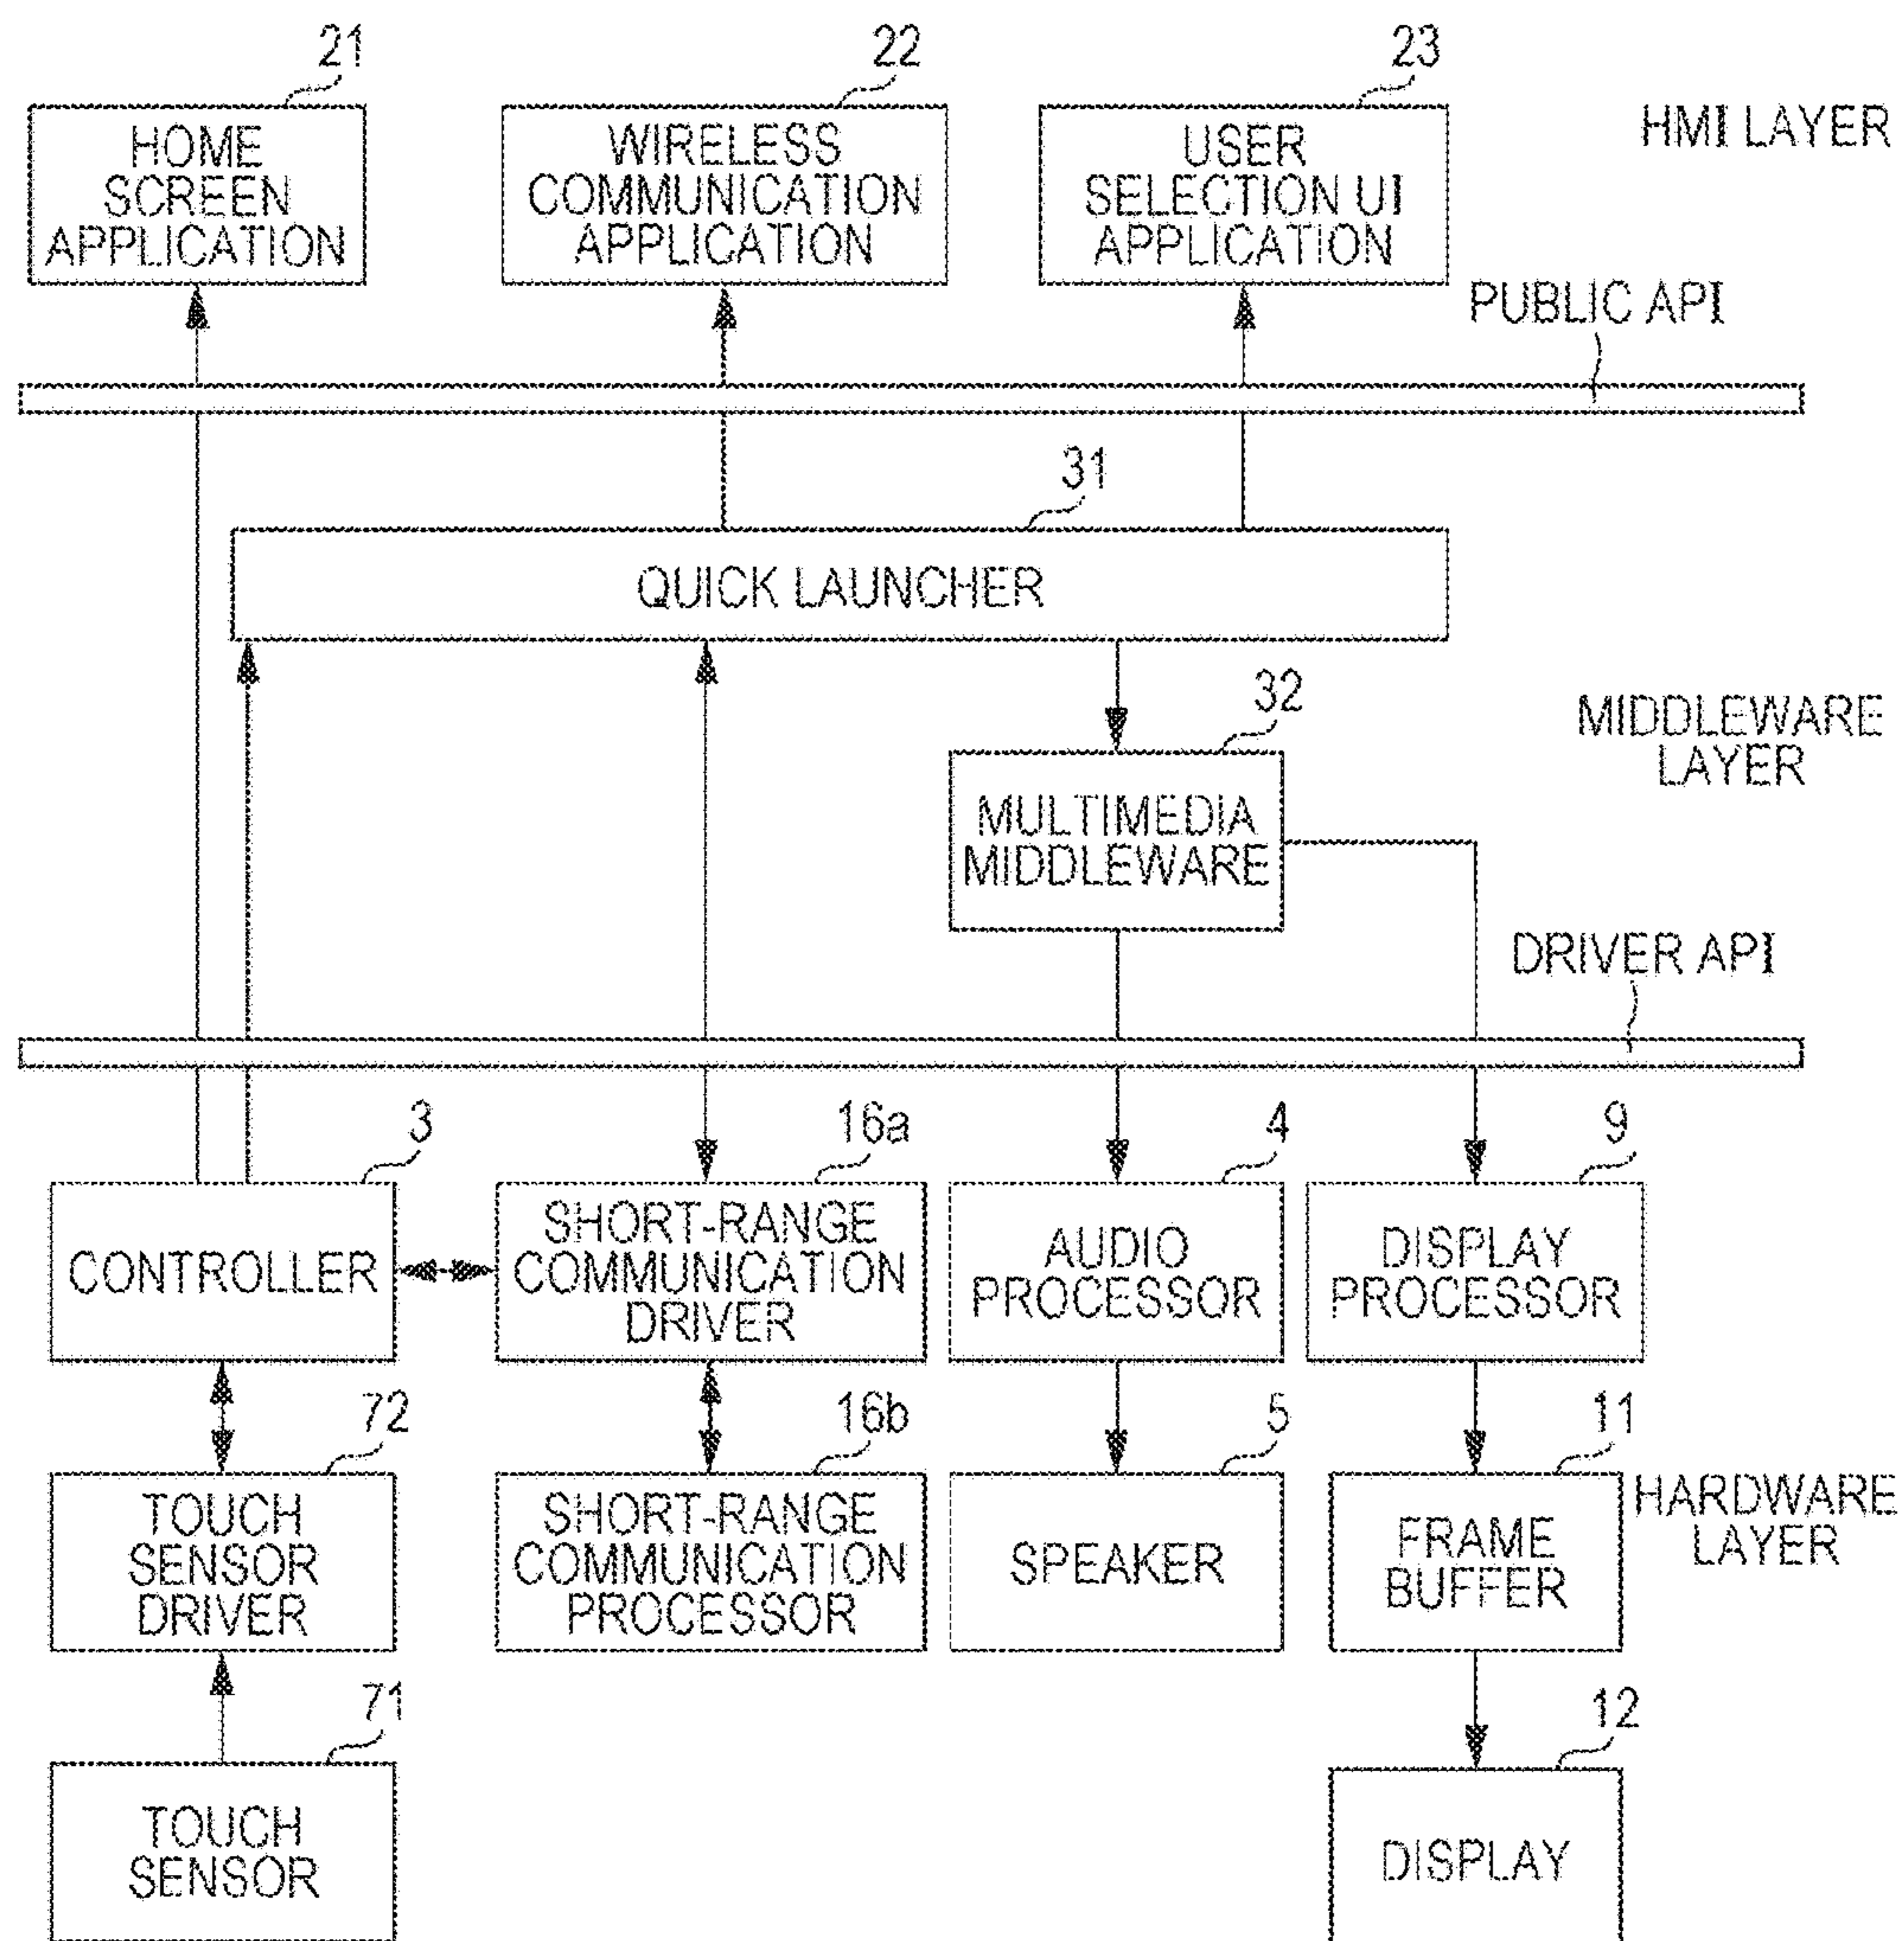 21
22
23
HOME
SCREEN
APPLICATION
WIRELESS
COMMUNICATION
APPLICATION
USER
SELECTION UI
APPLICATION
HMI LAYER
PUBLIC API
31
QUICK LAUNCHER
32
MULTIMEDIA
MIDDLEWARE
MIDDLEWARE
LAYER
DRIVER API
3
16a
4
9
CONTROLLER
SHORT-RANGE
COMMUNICATION
DRIVER
AUDIO
PROCESSOR
DISPLAY
PROCESSOR
72
16b
5
11
TOUCH
SENSOR
DRIVER
SHORT-RANGE
COMMUNICATION
PROCESSOR
SPEAKER
FRAME
BUFFER
HARDWARE
LAYER
71
12
TOUCH
SENSOR
DISPLAY